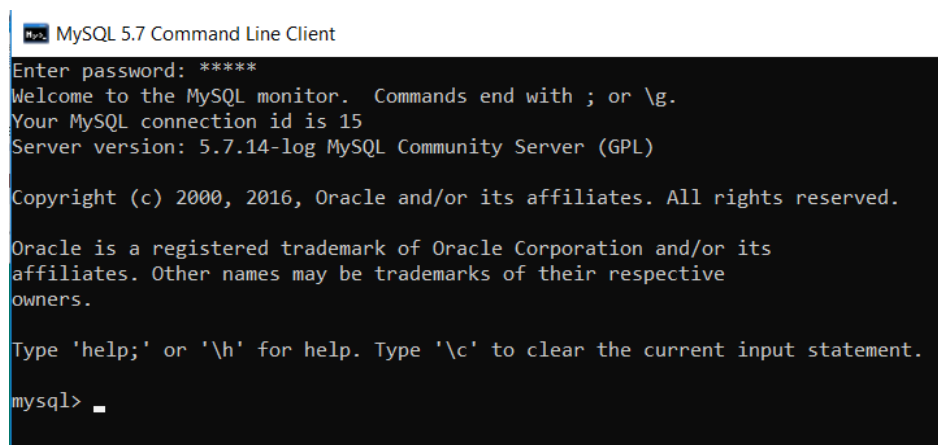 MySQL 5.7 Command Line Client
Enter password: *****
Welcome to the MySQL monitor.  Commands end with ; or \g.
Your MySQL connection id is 15
Server version: 5.7.14-log MySQL Community Server (GPL)
Copyright (c) 2000, 2016, Oracle and/or its affiliates. All rights reserved.
Oracle is a registered trademark of Oracle Corporation and/or its
affiliates. Other names may be trademarks of their respective
owners.
Type 'help;' or '\h' for help. Type '\c' to clear the current input statement.
mysql>